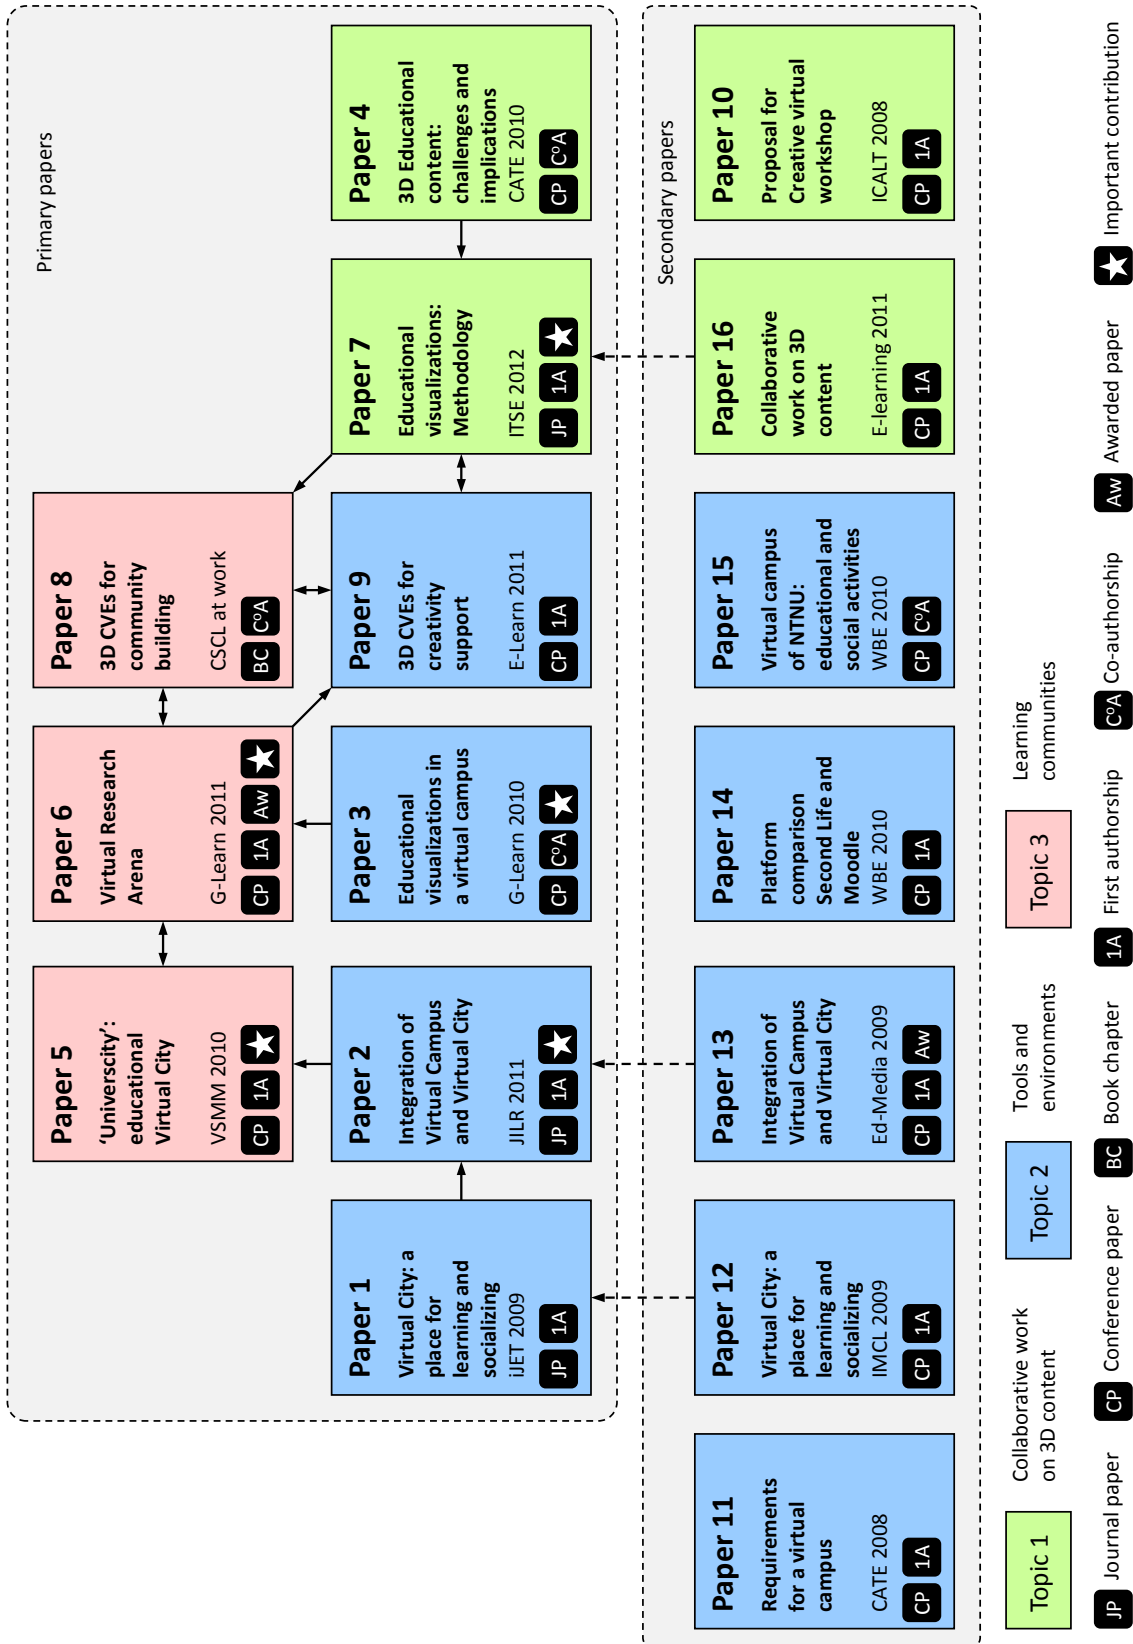 Primary papers
Paper 5
'Universcity':
educational
Virtual City
VSMM 2010
CP 1A
Paper 6
Virtual Research
Arena
G-Learn 2011
CP 1A Aw
Paper 8
3D CVEs for
community
building
CSCL at work
BC CoA
Paper 1
Virtual City: a
place for
learning and
socializing
iJET 2009
JP 1A
Paper 2
Integration of
Virtual Campus
and Virtual City
JILR 2011
JP 1A
Paper 3
Educational
visualizations in
a virtual campus
G-Learn 2010
CP CoA
Paper 9
3D CVEs for
creativity
support
E-Learn 2011
CP 1A
Paper 7
Educational
visualizations:
Methodology
ITSE 2012
JP 1A
Paper 4
3D Educational
content:
challenges and
implications
CATE 2010
CP CoA
Secondary papers
Paper 11
Requirements
for a virtual
campus
CATE 2008
CP 1A
Paper 12
Virtual City: a
place for
learning and
socializing
IMCL 2009
CP 1A
Paper 13
Integration of
Virtual Campus
and Virtual City
Ed-Media 2009
CP 1A Aw
Paper 14
Platform
comparison
Second Life and
Moodle
WBE 2010
CP 1A
Paper 15
Virtual campus
of NTNU:
educational and
social activities
WBE 2010
CP CoA
Paper 16
Collaborative
work on 3D
content
E-learning 2011
CP 1A
Paper 10
Proposal for
Creative virtual
workshop
ICALT 2008
CP 1A
Topic 1
Collaborative work
on 3D content
Topic 2
Tools and
environments
Topic 3
Learning
communities
JP Journal paper
CP Conference paper
BC Book chapter
1A First authorship
CoA Co-authorship
Aw Awarded paper
Important contribution